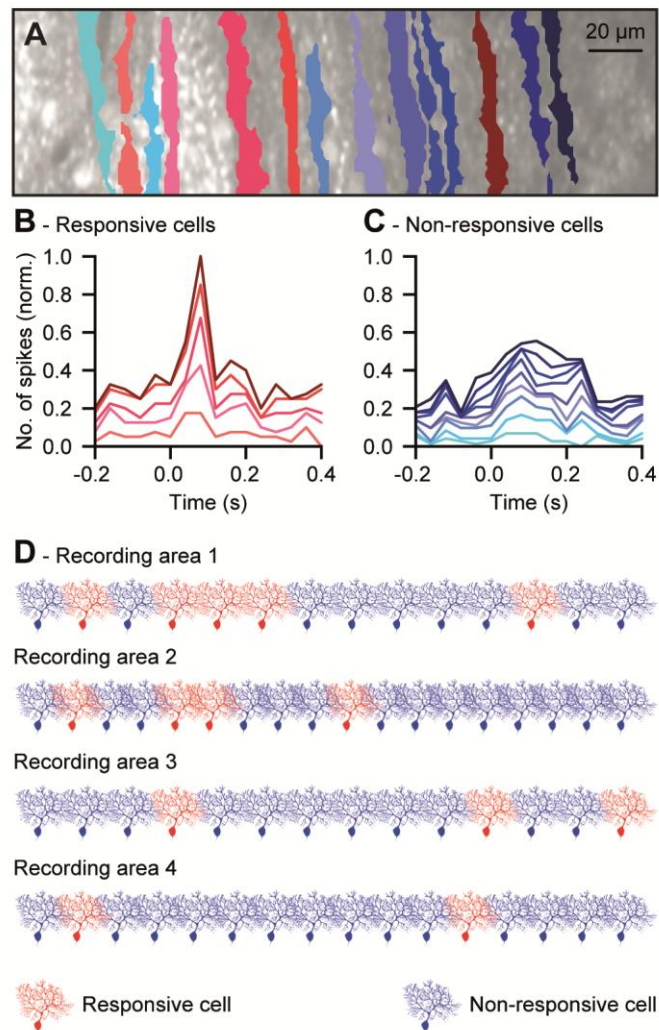 A
20 µm
B - Responsive cells
C - Non-responsive cells
No. of spikes (norm.)
1.0
0.8
0.6
0.4
0.2
0.0
-0.2 0.0 0.2 0.4
Time (s)
1.0
0.8
0.6
0.4
0.2
0.0
-0.2 0.0 0.2 0.4
Time (s)
D - Recording area 1
Recording area 2
Recording area 3
Recording area 4
Responsive cell
Non-responsive cell